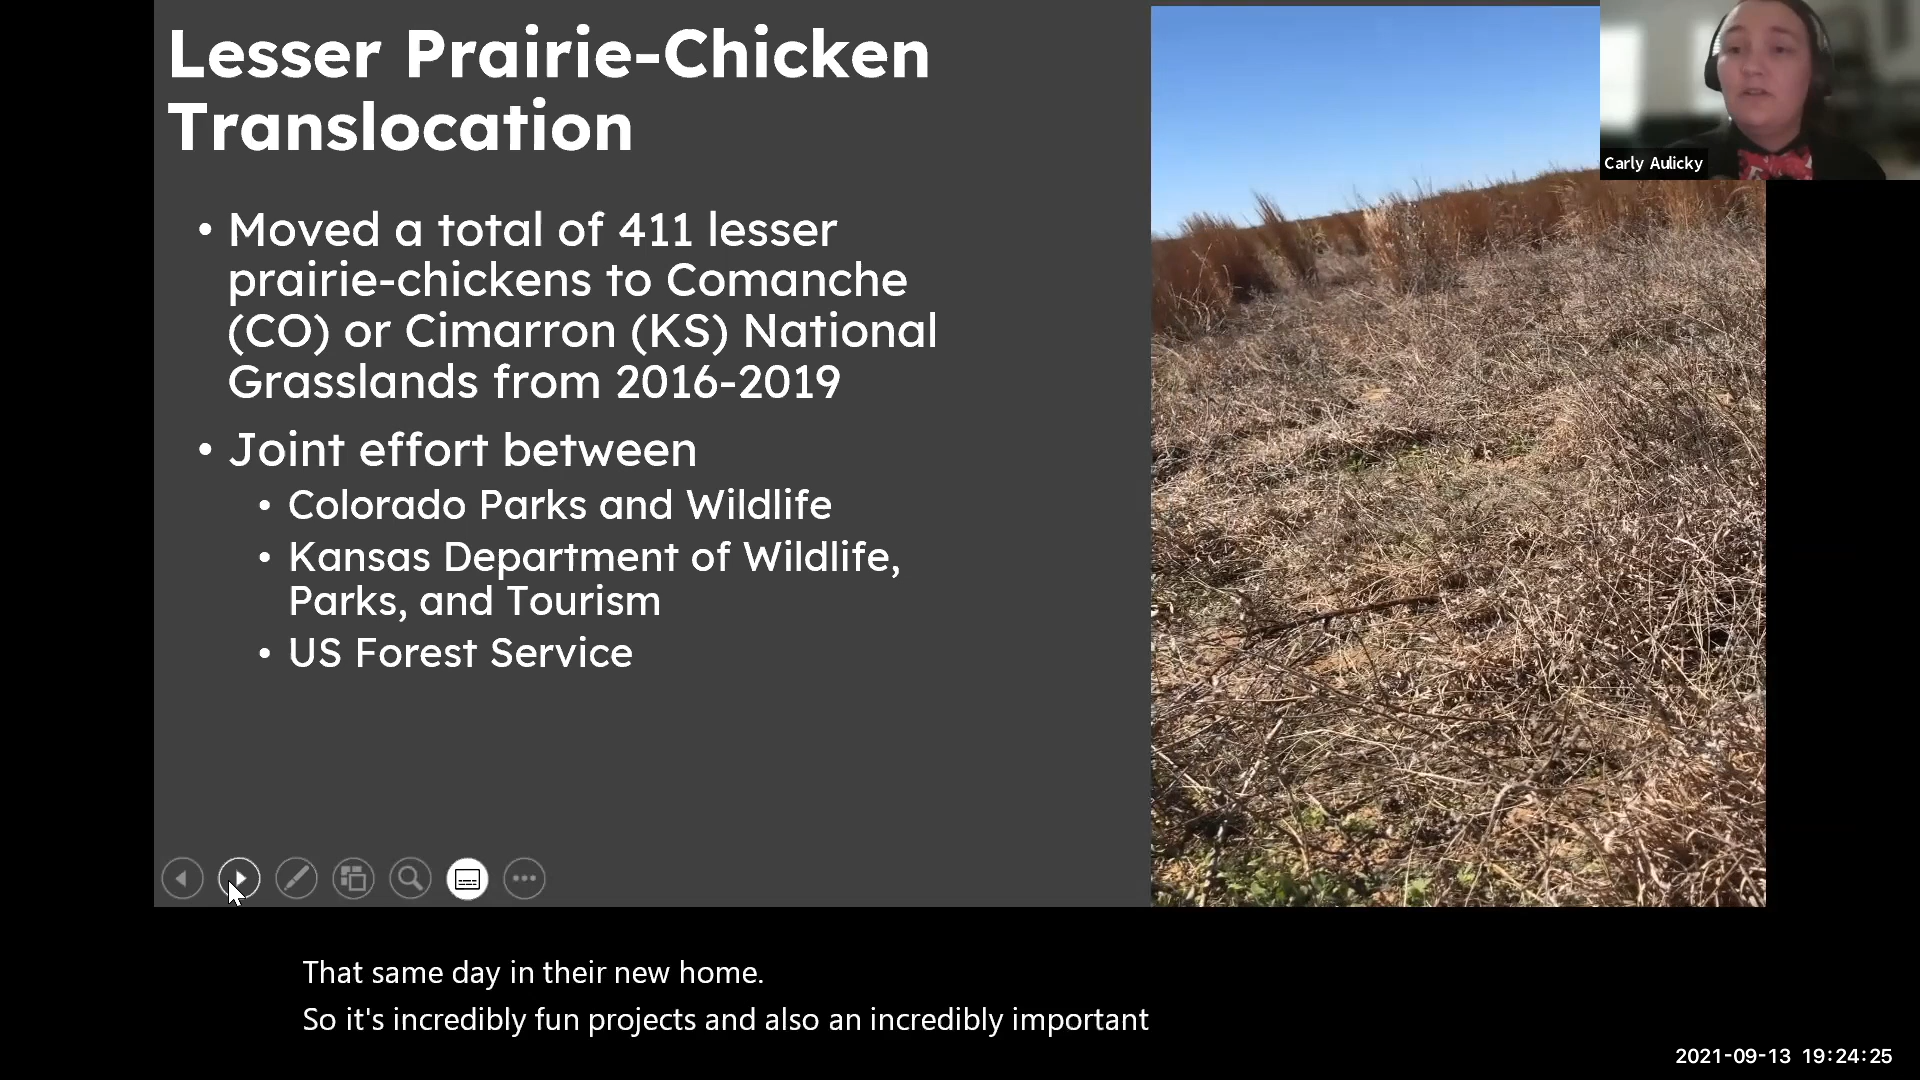 Lesser Prairie-Chicken
Translocation
• Moved a total of 411 lesser
prairie-chickens to Comanche
(CO) or Cimarron (KS) National
Grasslands from 2016-2019
• Joint effort between
• Colorado Parks and Wildlife
• Kansas Department of Wildlife,
Parks, and Tourism
• US Forest Service
Carly Aulicky
That same day in their new home.
So it's incredibly fun projects and also an incredibly important
2021-09-13 19:24:25